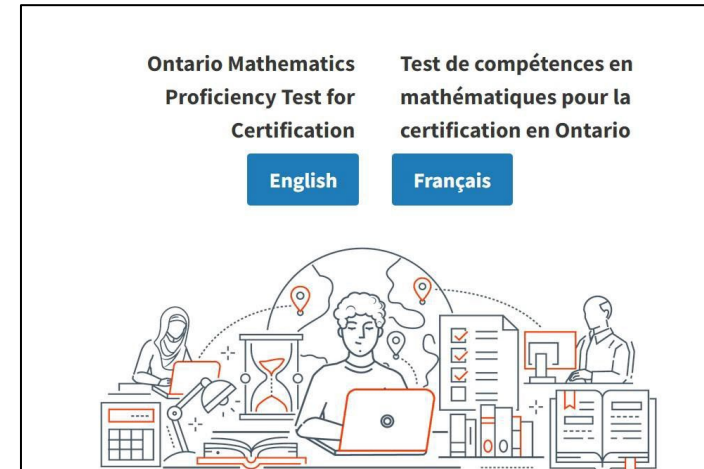 Ontario Mathematics
Proficiency Test for
Certification
Test de compétences en
mathématiques pour la
certification en Ontario
English
Français